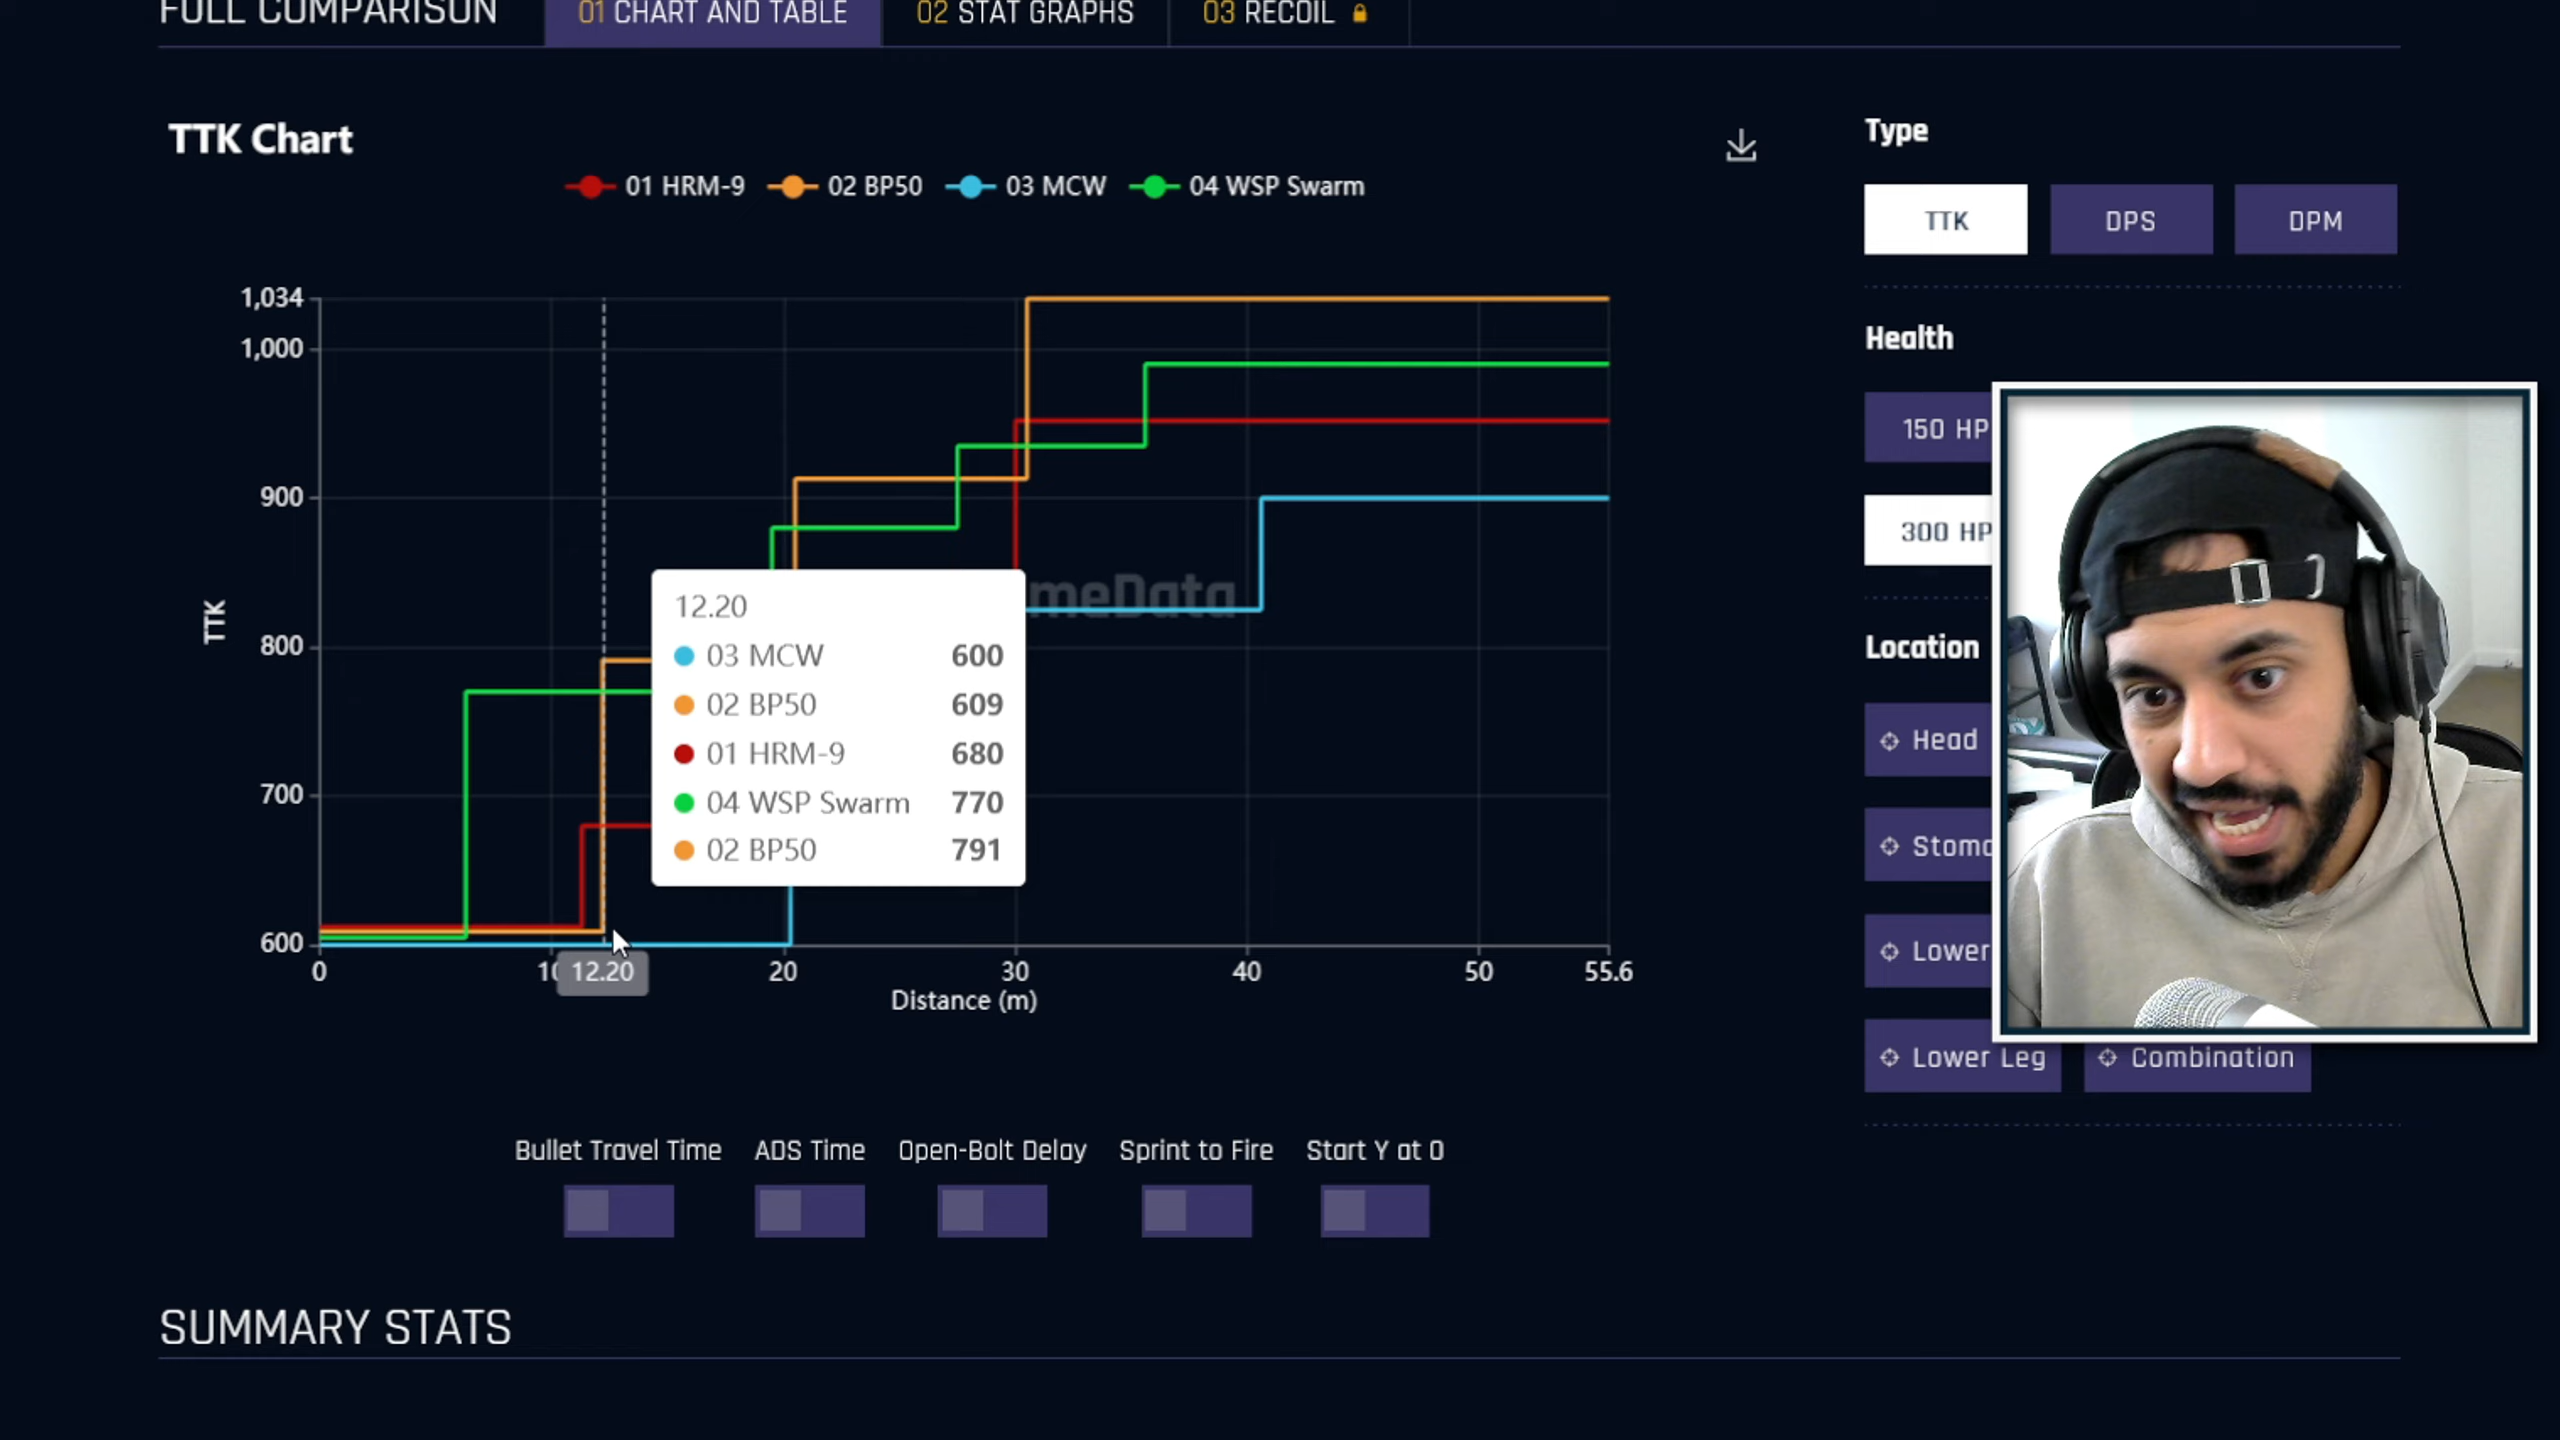 FULL COMPARISON
01 CHART AND TABLE
02 STAT GRAPHS
03 RECOIL
TTK Chart
01 HRM-9
02 BP50
03 MCW
04 WSP Swarm
1,034
1,000
900
800
700
600
TTK
meData
12.20
03 MCW 600
02 BP50 609
01 HRM-9 680
04 WSP Swarm 770
02 BP50 791
0
12.20
20
30
40
50
55.6
Distance (m)
Bullet Travel Time
ADS Time
Open-Bolt Delay
Sprint to Fire
Start Y at 0
SUMMARY STATS
Type
TTK
DPS
DPM
Health
150 HP
300 HP
Location
Head
Stoma
Lower
Lower Leg
Combination